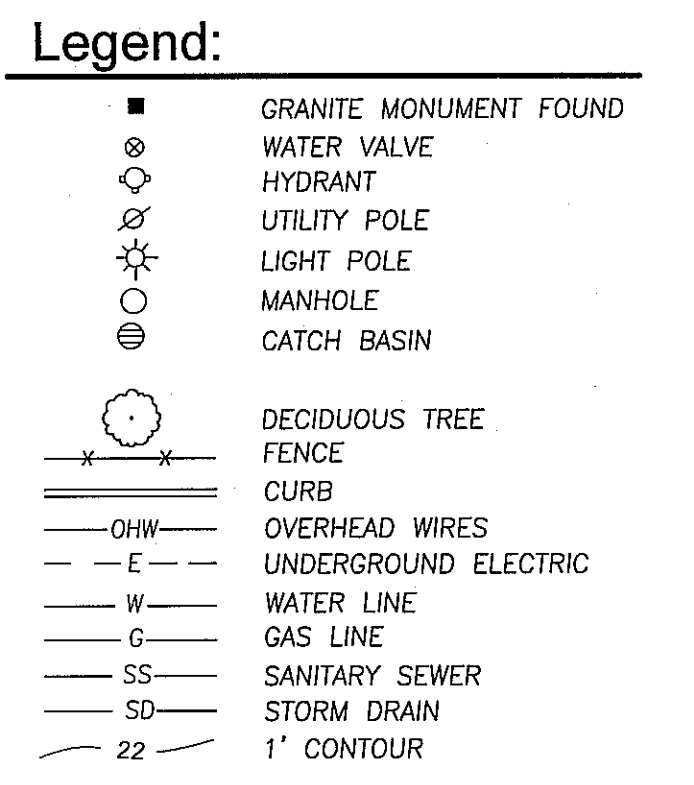 Legend:
GRANITE MONUMENT FOUND
WATER VALVE
HYDRANT
UTILITY POLE
LIGHT POLE
MANHOLE
CATCH BASIN
DECIDUOUS TREE
X X FENCE
CURB
OHW OVERHEAD WIRES
E UNDERGROUND ELECTRIC
W WATER LINE
G GAS LINE
SS SANITARY SEWER
SD STORM DRAIN
22 1' CONTOUR